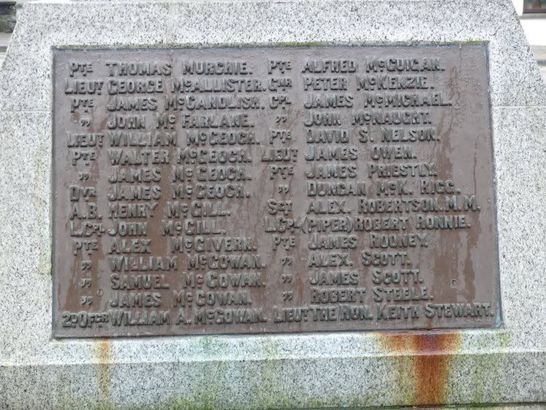 PTE THOMAS MURCHIE. PTE ALFRED McGUIGAN.
LIEUT GEORGE McALLISTER. GNR PETER McKENZIE.
PTE JAMES McCANDLISH. CPL JAMES McMICHAEL.
" JOHN McFARLANE. " JOHN McNAUGHT.
LIEUT WILLIAM McGEOCH. PTE DAVID S. NELSON.
PTE WALTER McGEOCH. LIEUT JAMES OWEN.
" JAMES McGEOCH. PTE JAMES PRIESTLY.
DVR JAMES McGEOCH. " DUNCAN McK. RIGG.
A.B. HENRY McGILL. SGT ALEX. ROBERTSON. M.M.
L.CPL JOHN McGILL. L.CPL (PIPER) ROBERT RONNIE.
PTE ALEX McGIVERN. PTE JAMES ROONEY.
" WILLIAM McGOWAN. " ALEX. SCOTT.
" SAMUEL McGOWAN. " JAMES SCOTT.
" JAMES McGOWAN. " ROBERT STEELE.
2ND OFCR WILLIAM A. McGOWAN. LIEUT THE HON. KEITH STEWART.